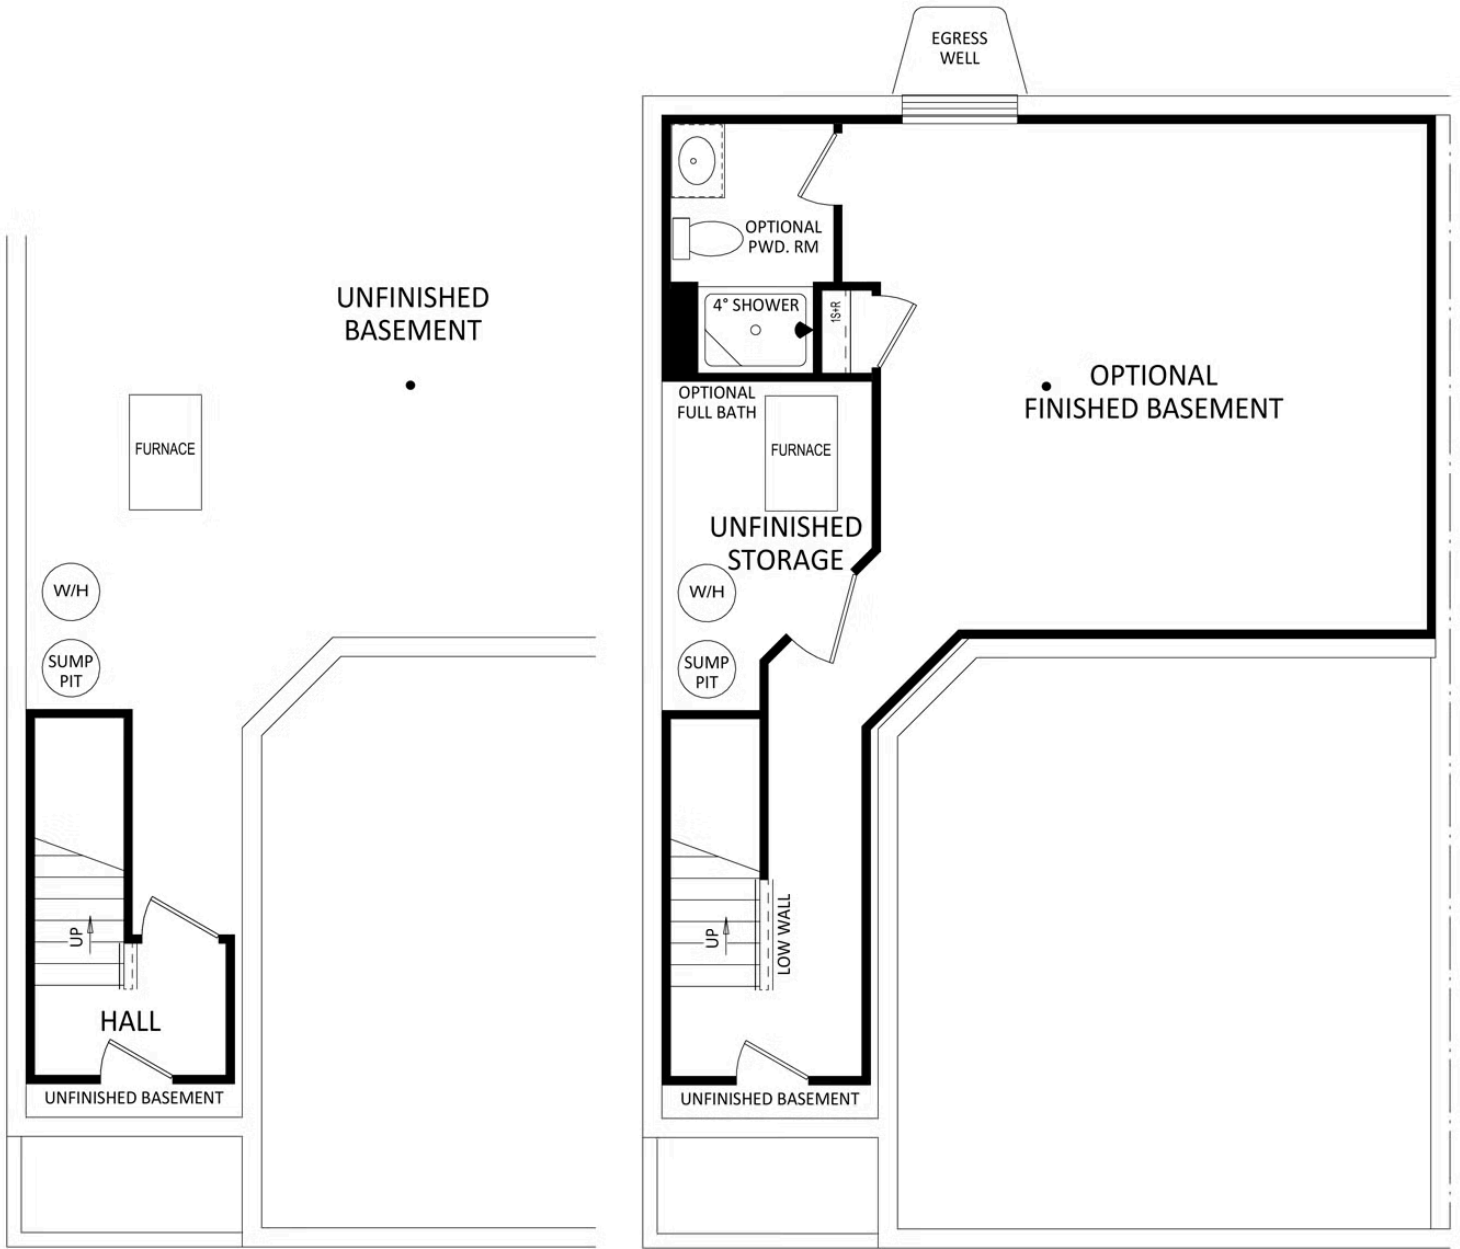 UNFINISHED
BASEMENT
FURNACE
W/H
SUMP
PIT
UP
HALL
UNFINISHED BASEMENT
EGRESS
WELL
OPTIONAL
PWD. RM
4° SHOWER
1S+R
OPTIONAL
FULL BATH
FURNACE
OPTIONAL
FINISHED BASEMENT
UNFINISHED
STORAGE
W/H
SUMP
PIT
UP
LOW WALL
UNFINISHED BASEMENT